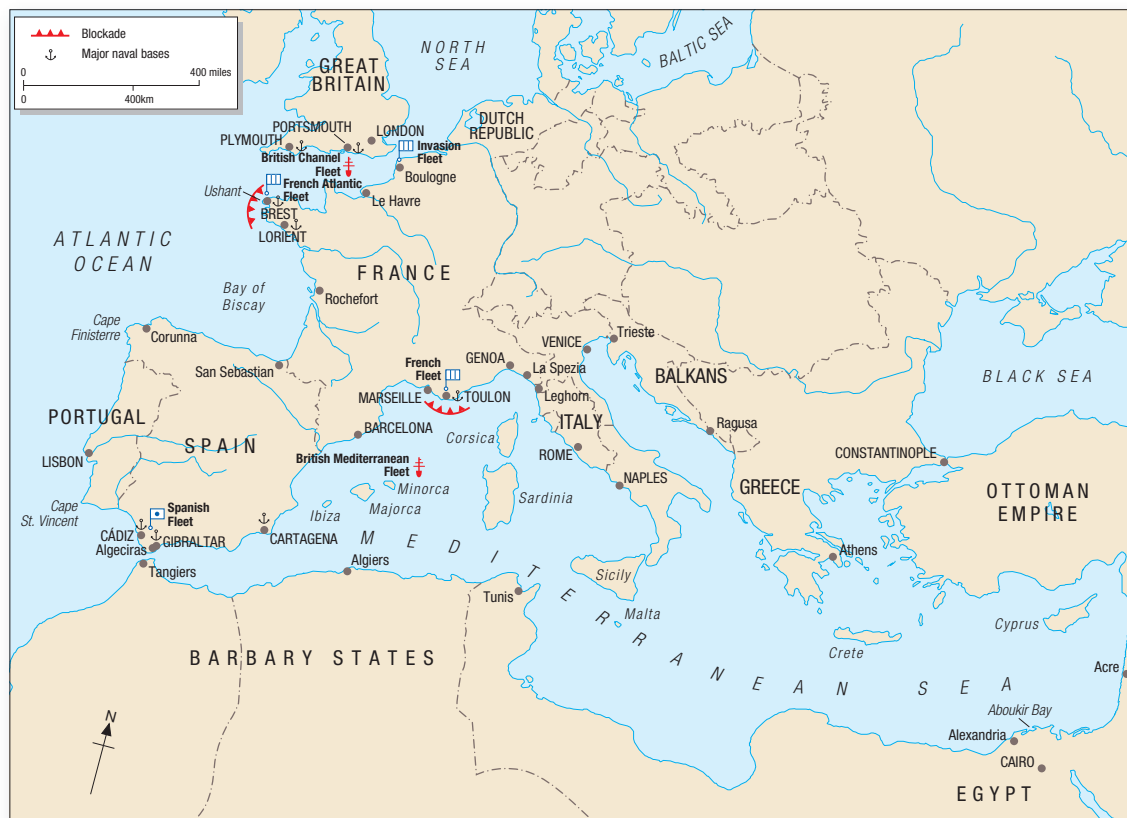 Blockade
Major naval bases
0 400 miles
0 400km
NORTH
SEA
BALTIC SEA
GREAT
BRITAIN
DUTCH
REPUBLIC
PORTSMOUTH
LONDON
PLYMOUTH
British Channel
Fleet
Invasion
Fleet
Boulogne
Ushant
French Atlantic
Fleet
Le Havre
BREST
LORIENT
ATLANTIC
OCEAN
FRANCE
Bay of
Biscay
Rochefort
Cape
Finisterre
Corunna
San Sebastian
Trieste
VENICE
GENOA
La Spezia
Leghorn
French
Fleet
MARSEILLE
TOULON
BALKANS
BLACK SEA
PORTUGAL
SPAIN
BARCELONA
Corsica
ITALY
Ragusa
ROME
LISBON
CONSTANTINOPLE
British Mediterranean
Fleet
Minorca
Majorca
Ibiza
Sardinia
NAPLES
GREECE
OTTOMAN
EMPIRE
Cape
St. Vincent
Spanish
Fleet
CÁDIZ
Algeciras
GIBRALTAR
CARTAGENA
Tangiers
Algiers
Athens
Sicily
Tunis
Malta
MEDITERRANEAN SEA
Cyprus
Crete
BARBARY STATES
Acre
Aboukir Bay
Alexandria
CAIRO
EGYPT
N